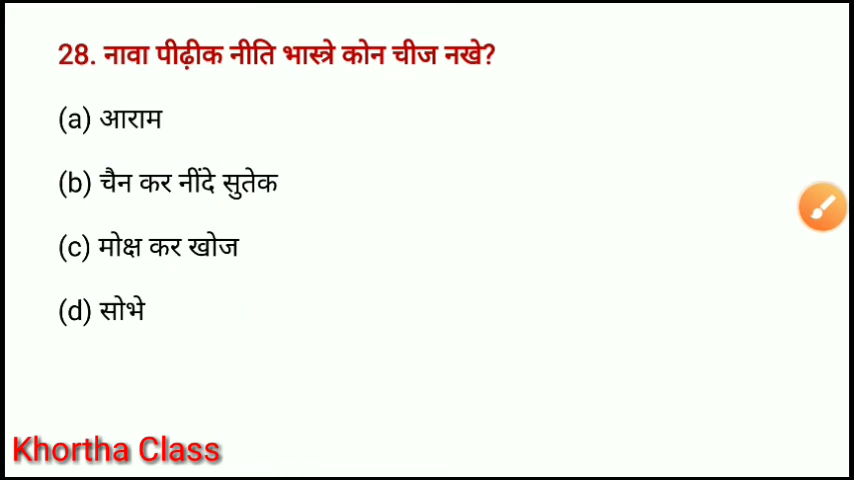 28. नावा पीढ़ीक नीति भास्त्रे कोन चीज नखे?
(a) आराम
(b) चैन कर नींदे सुतेक
(c) मोक्ष कर खोज
(d) सोभे
Khortha Class